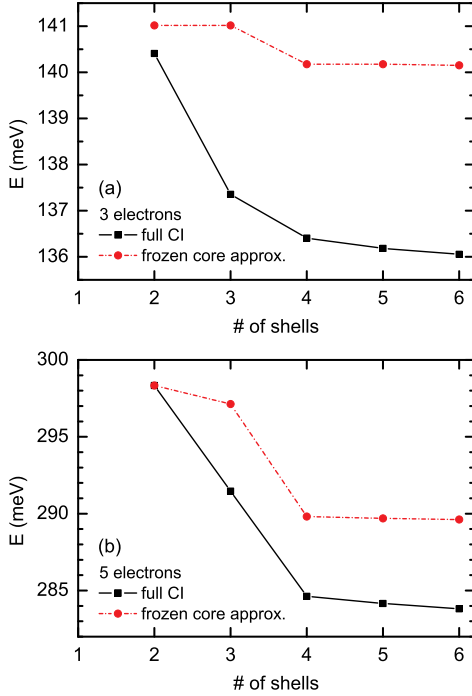 141
140
139
138
137
136
E (meV)
(a)
3 electrons
full CI
frozen core approx.
1 2 3 4 5 6
# of shells
300
295
290
285
E (meV)
(b)
5 electrons
full CI
frozen core approx.
1 2 3 4 5 6
# of shells